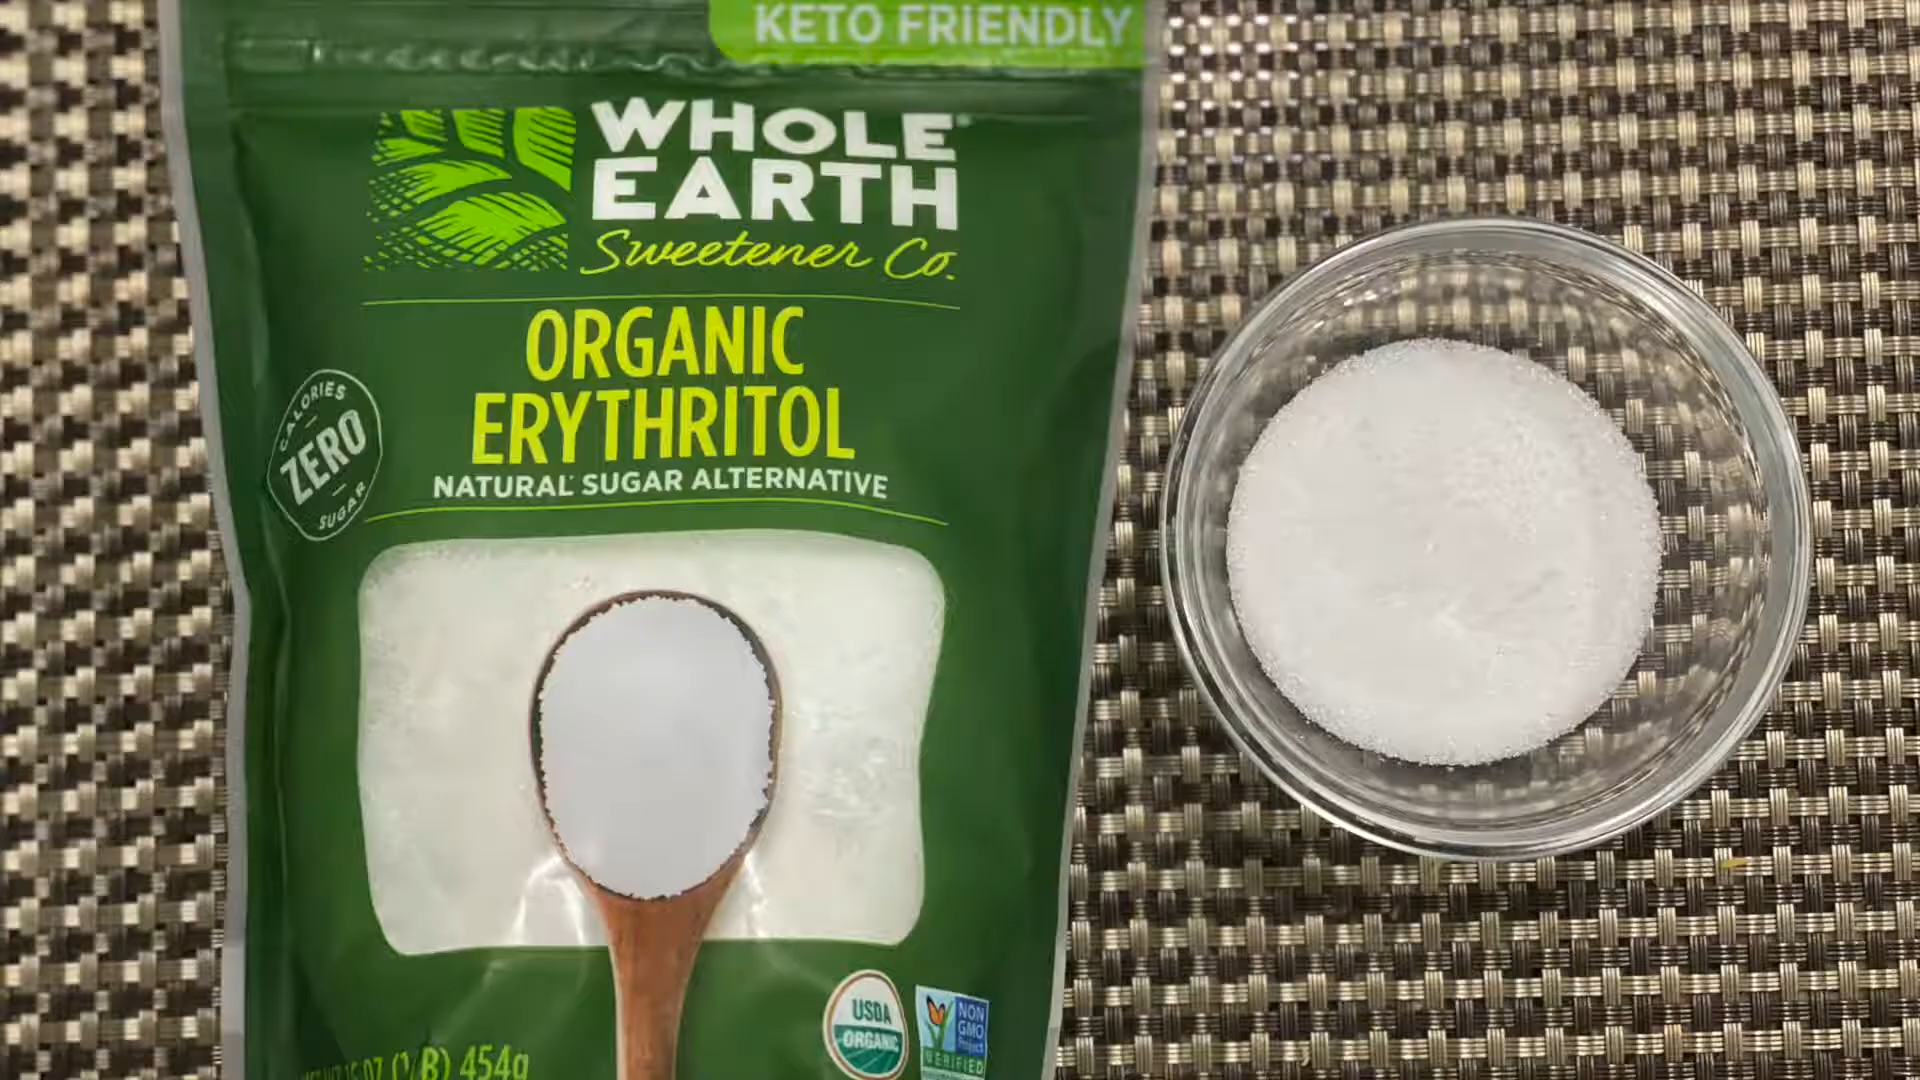 KETO FRIENDLY
WHOLE
EARTH
Sweetener Co.
ORGANIC
ERYTHRITOL
NATURAL SUGAR ALTERNATIVE
CALORIES
ZERO
SUGAR
USDA
ORGANIC
NON
GMO
Project
VERIFIED
454g